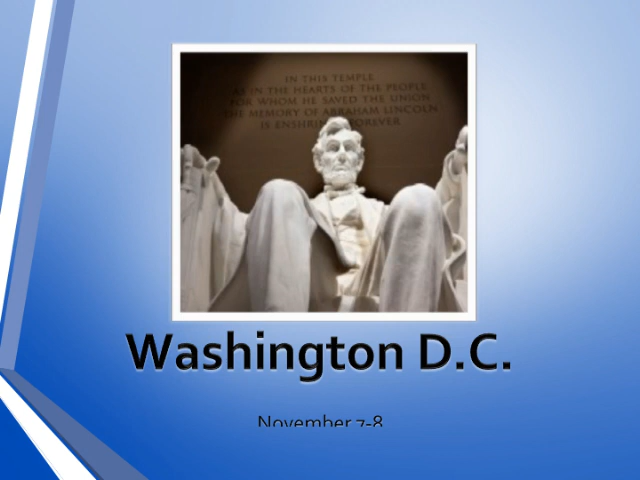 IN THIS TEMPLE
AS IN THE HEARTS OF THE PEOPLE
FOR WHOM HE SAVED THE UNION
THE MEMORY OF ABRAHAM LINCOLN
IS ENSHRINED FOREVER
Washington D.C.
November 7-8